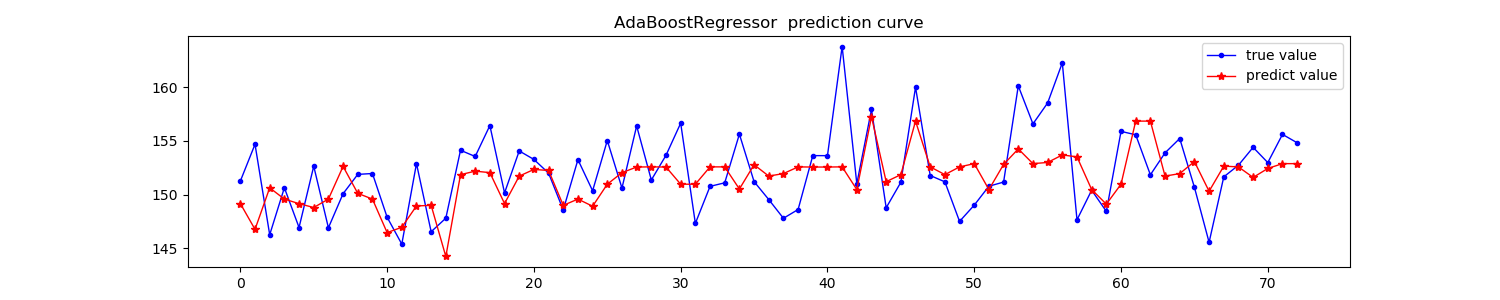 AdaBoostRegressor  prediction curve
true value
predict value
160
155
150
145
0 10 20 30 40 50 60 70